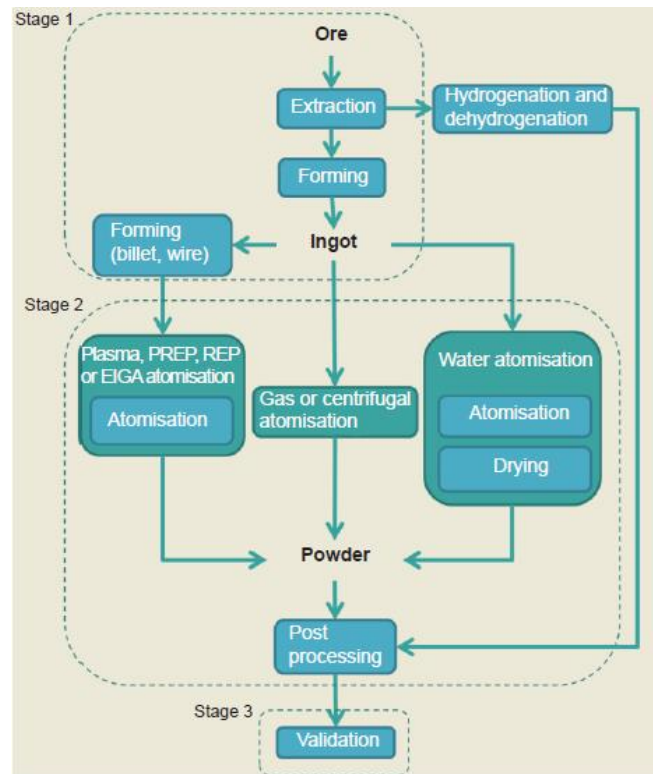 Stage 1
Ore
Extraction
Hydrogenation and
dehydrogenation
Forming
Forming
(billet, wire)
Ingot
Stage 2
Plasma, PREP, REP
or EIGA atomisation
Atomisation
Gas or centrifugal
atomisation
Water atomisation
Atomisation
Drying
Powder
Post
processing
Stage 3
Validation